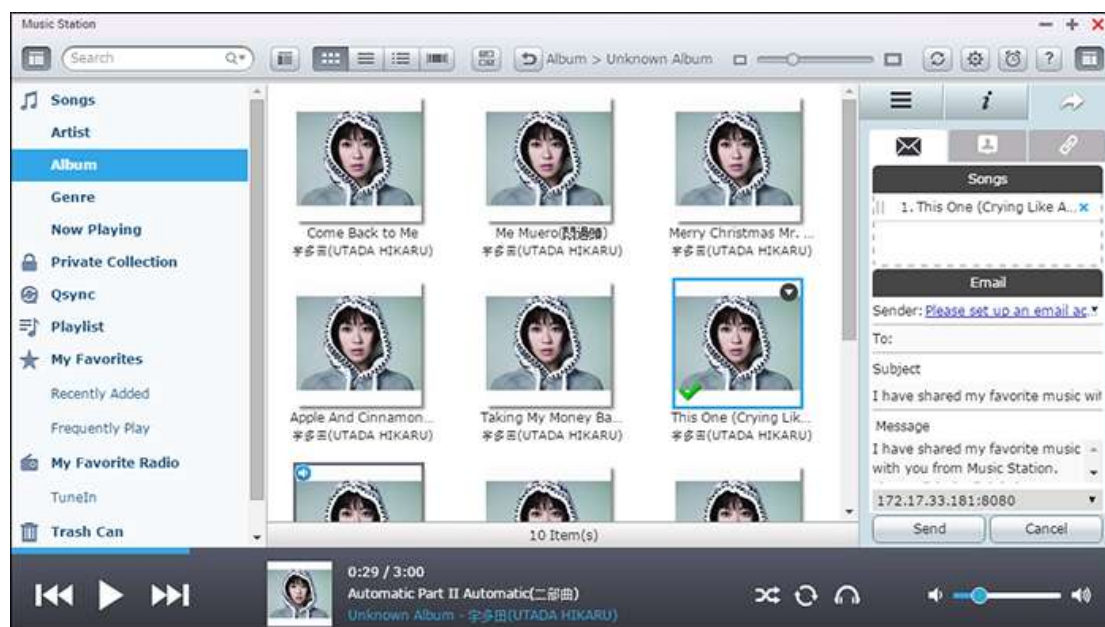 Music Station
Search
Album > Unknown Album
?
Songs
Artist
Album
Genre
Now Playing
Private Collection
Qsync
Playlist
My Favorites
Recently Added
Frequently Play
My Favorite Radio
TuneIn
Trash Can
Come Back to Me
宇多田(UTADA HIKARU)
Me Muero
宇多田(UTADA HIKARU)
Merry Christmas Mr. ...
宇多田(UTADA HIKARU)
Apple And Cinnamon...
宇多田(UTADA HIKARU)
Taking My Money Ba...
宇多田(UTADA HIKARU)
This One (Crying Lik...
宇多田(UTADA HIKARU)
10 Item(s)
i
Songs
1. This One (Crying Like A...
Email
Sender: Please set up an email ac.
To:
Subject
I have shared my favorite music wit
Message
I have shared my favorite music
with you from Music Station.
172.17.33.181:8080
Send
Cancel
0:29 / 3:00
Automatic Part II Automatic(二部曲)
Unknown Album - 宇多田(UTADA HIKARU)